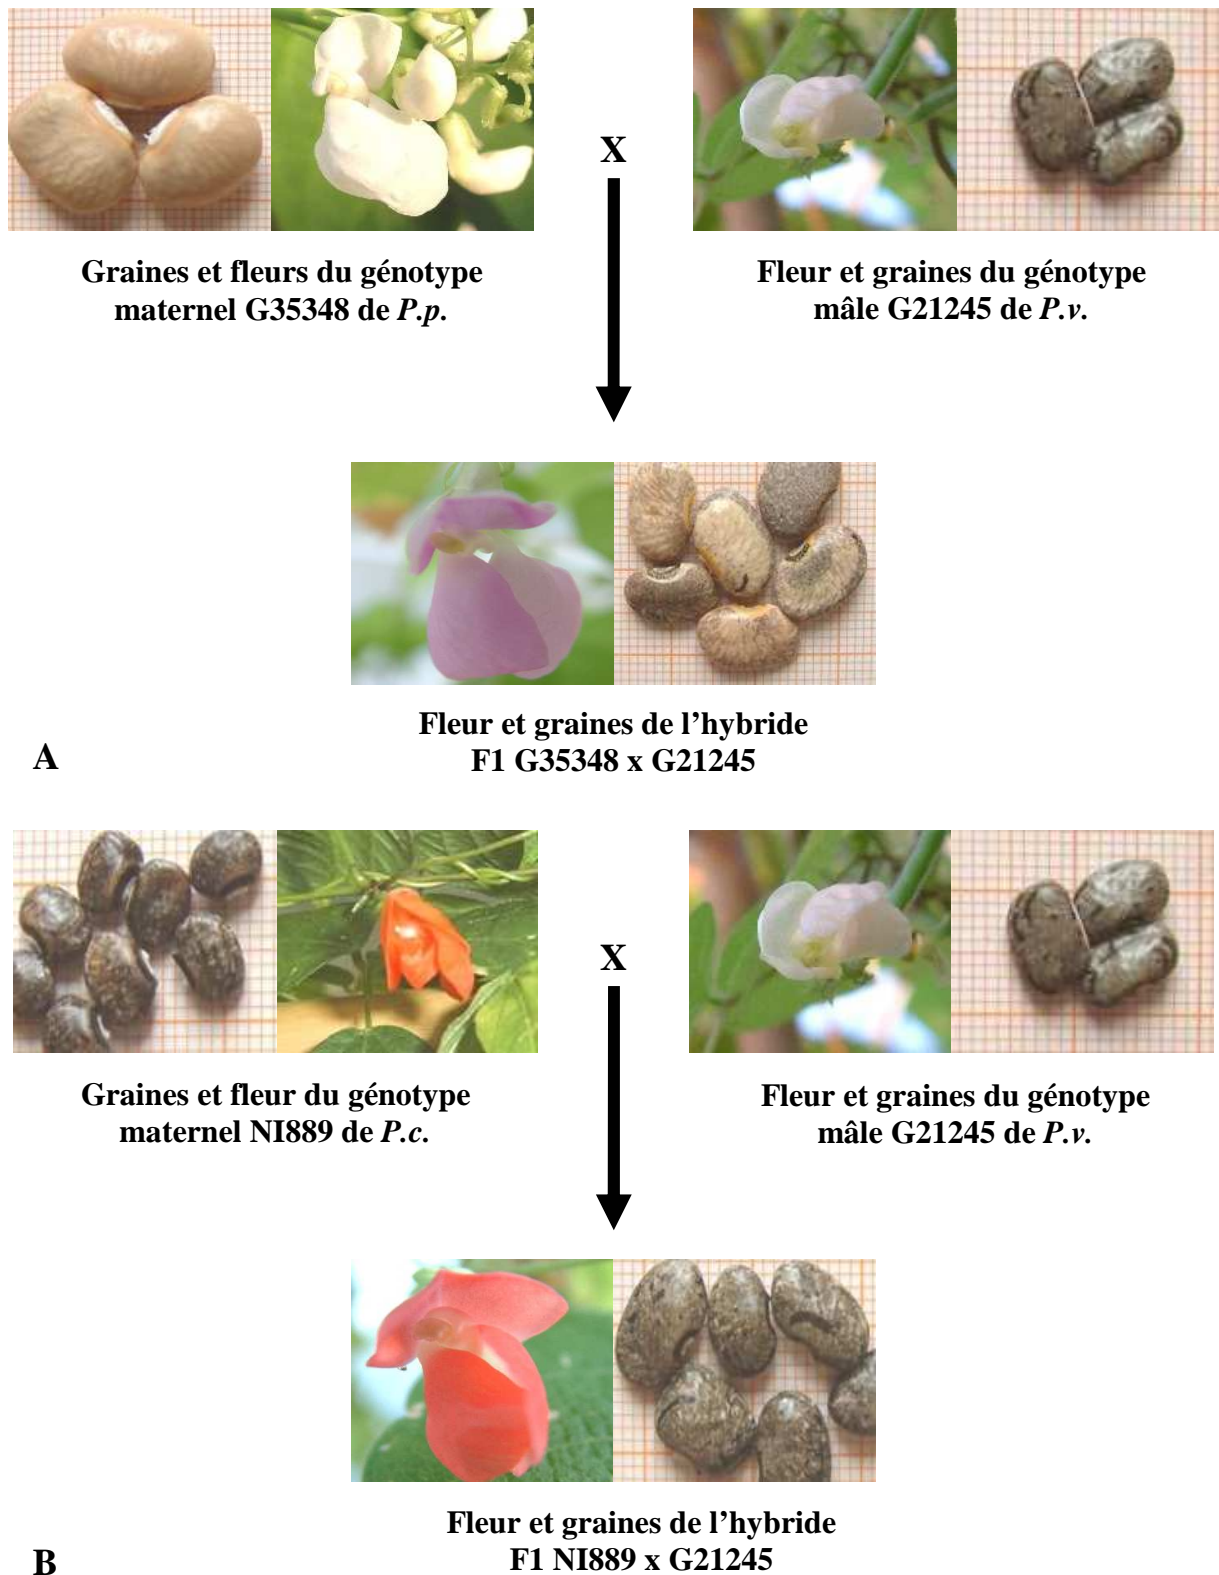 X
Graines et fleurs du génotype
maternel G35348 de P.p.
Fleur et graines du génotype
mâle G21245 de P.v.
Fleur et graines de l’hybride
F1 G35348 x G21245
A
X
Graines et fleur du génotype
maternel NI889 de P.c.
Fleur et graines du génotype
mâle G21245 de P.v.
Fleur et graines de l’hybride
F1 NI889 x G21245
B